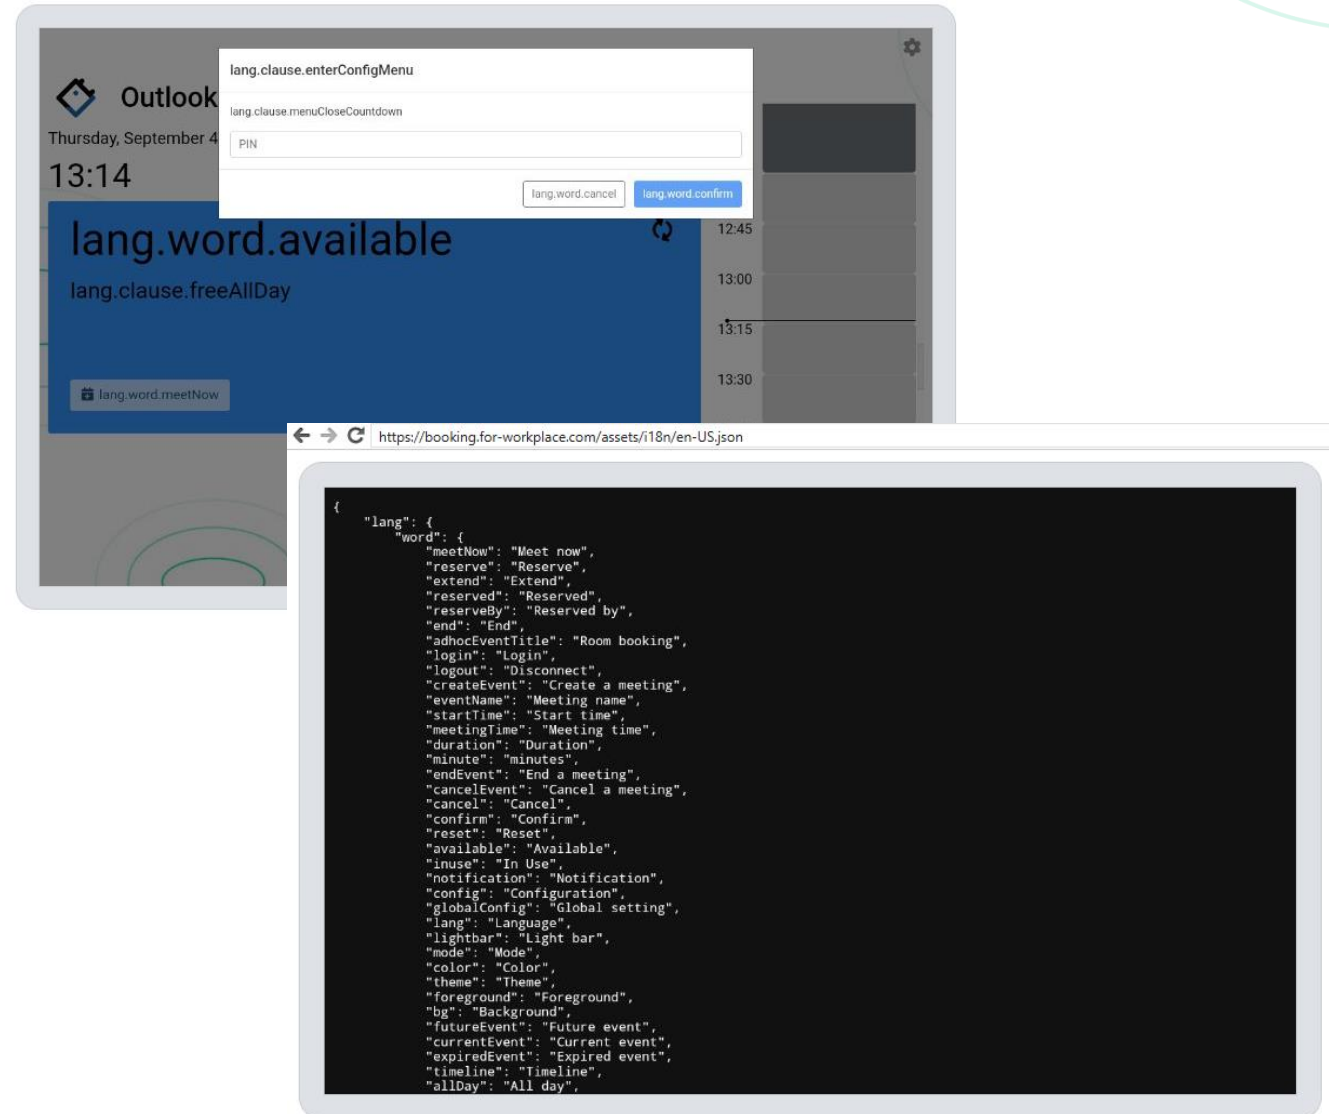 lang.clause.enterConfigMenu
lang.clause.menuCloseCountdown
PIN
lang.word.cancel
lang.word.confirm
Outlook
Thursday, September 4
13:14
lang.word.available
lang.clause.freeAllDay
lang.word.meetNow
12:45
13:00
13:15
13:30
https://booking.for-workplace.com/assets/i18n/en-US.json
{
"lang": {
"word": {
"meetNow": "Meet now",
"reserve": "Reserve",
"extend": "Extend",
"reserved": "Reserved",
"reserveBy": "Reserved by",
"end": "End",
"adhocEventTitle": "Room booking",
"login": "Login",
"logout": "Disconnect",
"createEvent": "Create a meeting",
"eventName": "Meeting name",
"startTime": "Start time",
"meetingTime": "Meeting time",
"duration": "Duration",
"minute": "minutes",
"endEvent": "End a meeting",
"cancelEvent": "Cancel a meeting",
"cancel": "Cancel",
"confirm": "Confirm",
"reset": "Reset",
"available": "Available",
"inuse": "In Use",
"notification": "Notification",
"config": "Configuration",
"globalConfig": "Global setting",
"lang": "Language",
"lightbar": "Light bar",
"mode": "Mode",
"color": "Color",
"theme": "Theme",
"foreground": "Foreground",
"bg": "Background",
"futureEvent": "Future event",
"currentEvent": "Current event",
"expiredEvent": "Expired event",
"timeline": "Timeline",
"allDay": "All day",